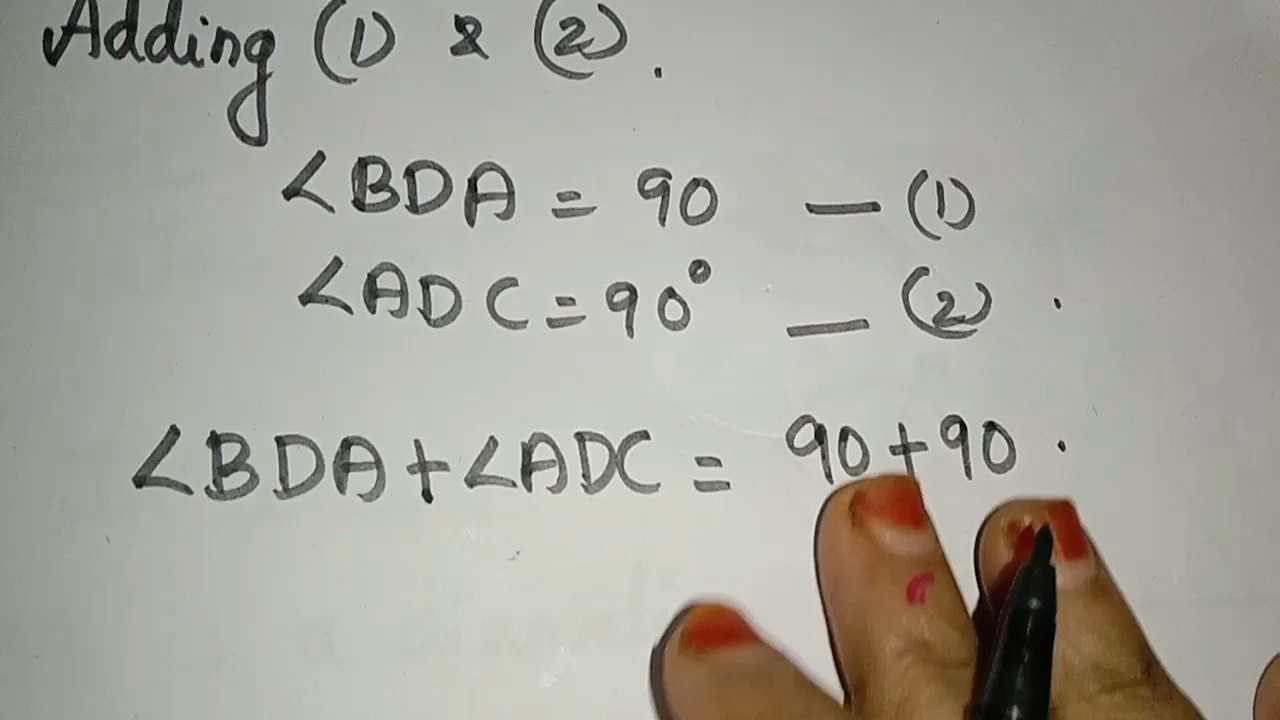 Adding (1) & (2).
∠BDA = 90 — (1)
∠ADC = 90° — (2).
∠BDA + ∠ADC = 90 + 90.